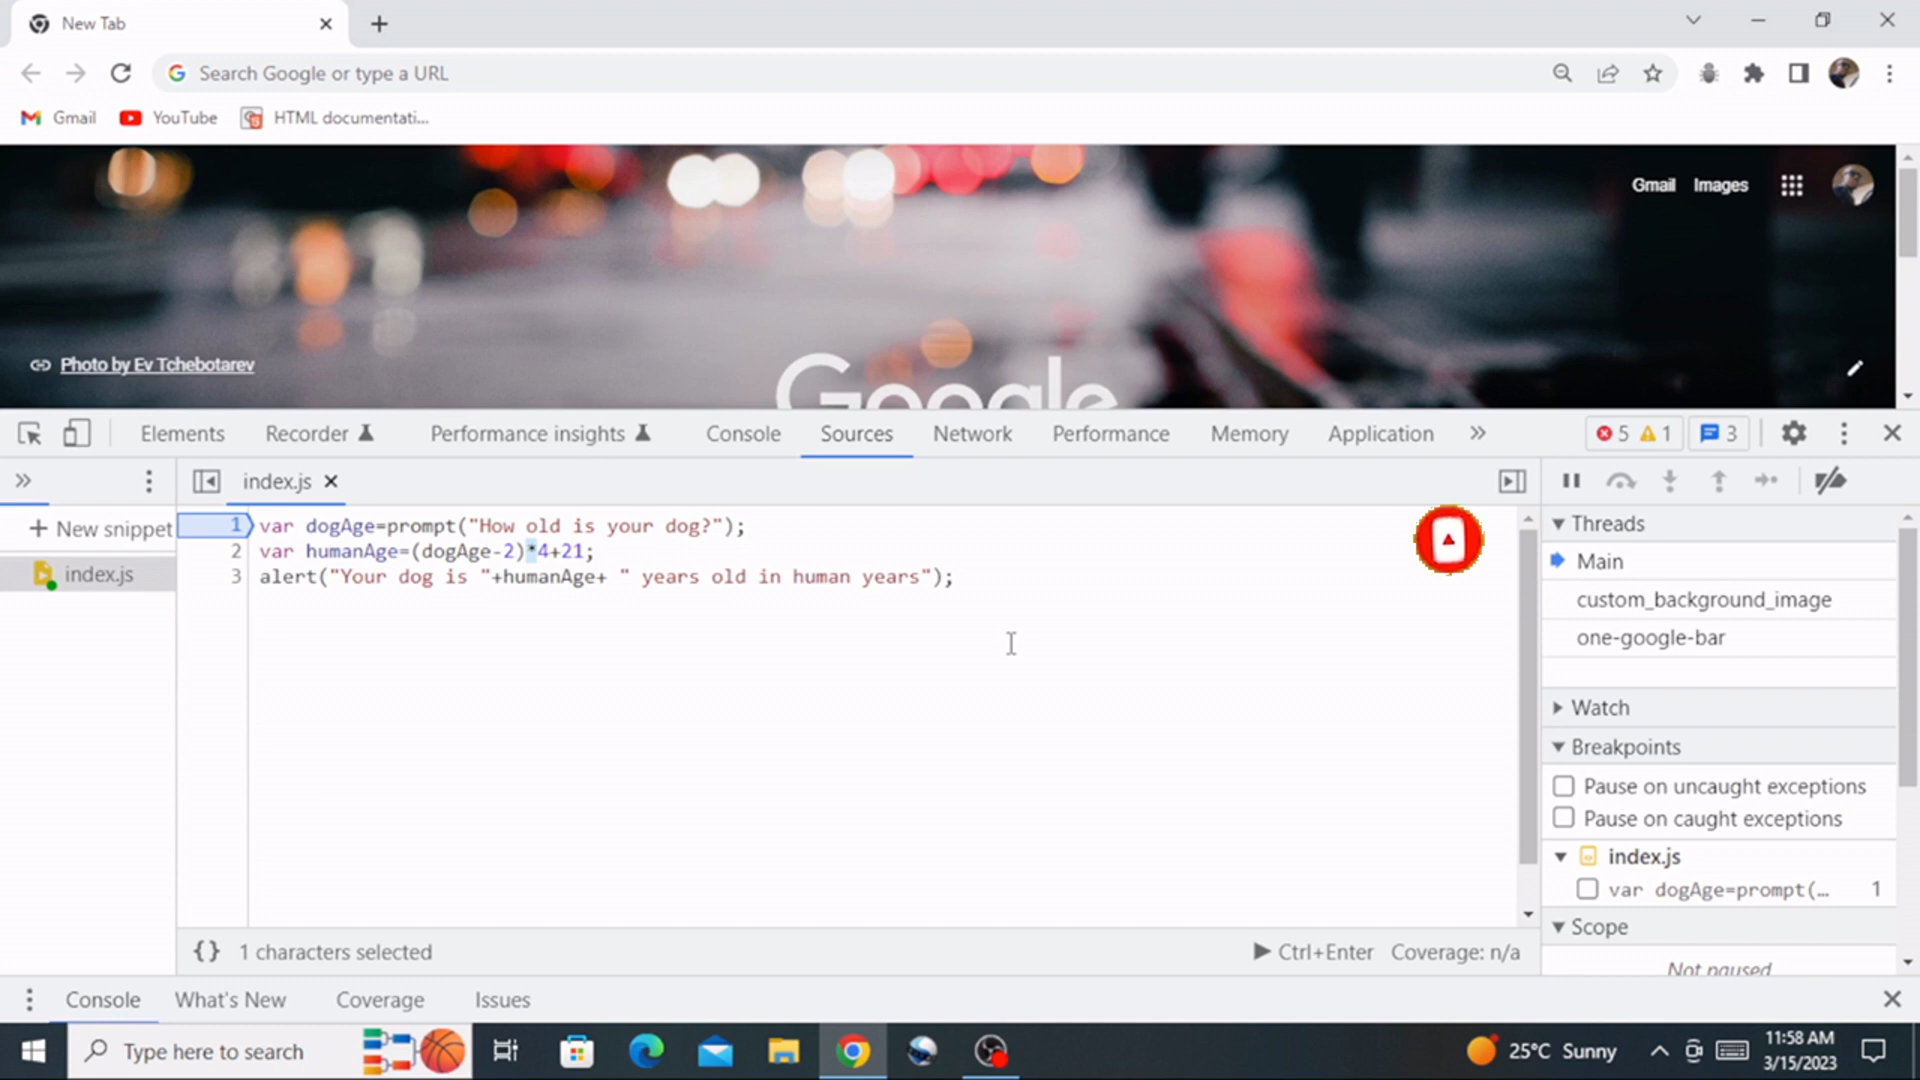 New Tab
Search Google or type a URL
Gmail YouTube HTML documentati...
Gmail Images
Photo by Ev Tchebotarev
Google
Elements Recorder Performance insights Console Sources Network Performance Memory Application 5 1 3
index.js
New snippet
index.js
1 var dogAge=prompt("How old is your dog?");
2 var humanAge=(dogAge-2)*4+21;
3 alert("Your dog is "+humanAge+ " years old in human years");
Threads
Main
custom_background_image
one-google-bar
Watch
Breakpoints
Pause on uncaught exceptions
Pause on caught exceptions
index.js
var dogAge=prompt(… 1
Scope
Not paused
{} 1 characters selected Ctrl+Enter Coverage: n/a
Console What's New Coverage Issues
Type here to search
25°C Sunny
11:58 AM
3/15/2023